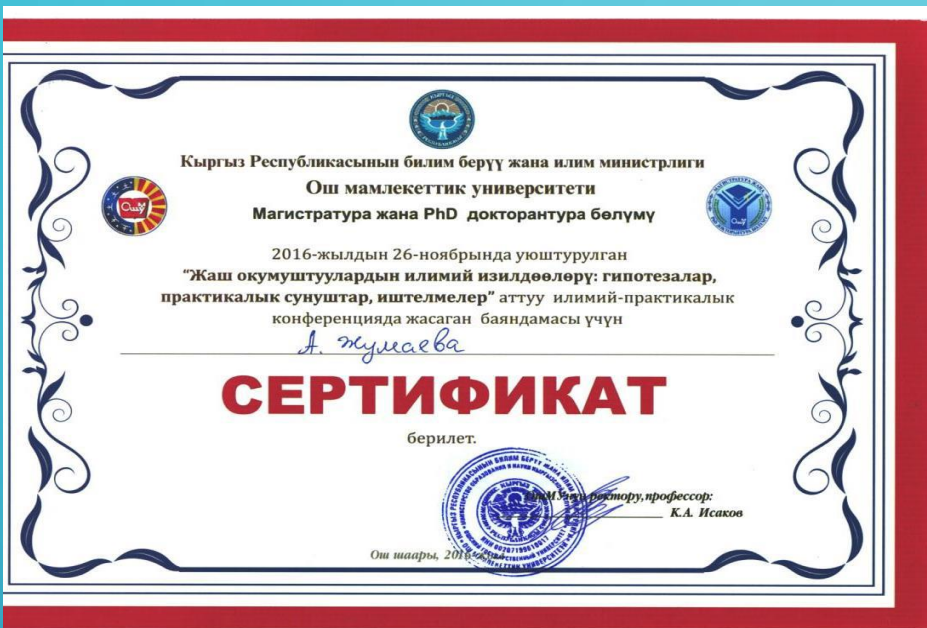 Кыргыз Республикасынын билим берүү жана илим министрлиги
Ош мамлекеттик университети
Магистратура жана PhD докторантура бөлүмү
2016-жылдын 26-ноябрында уюштурулган
“Жаш окумуштуулардын илимий изилдөөлөрү: гипотезалар,
практикалык сунуштар, иштелмелер” аттуу илимий-практикалык
конференцияда жасаган баяндамасы үчүн
А. Жумаева
СЕРТИФИКАТ
берилет.
ОшМУнун ректору, профессор:
К.А. Исаков
Ош шаары, 2016-жыл